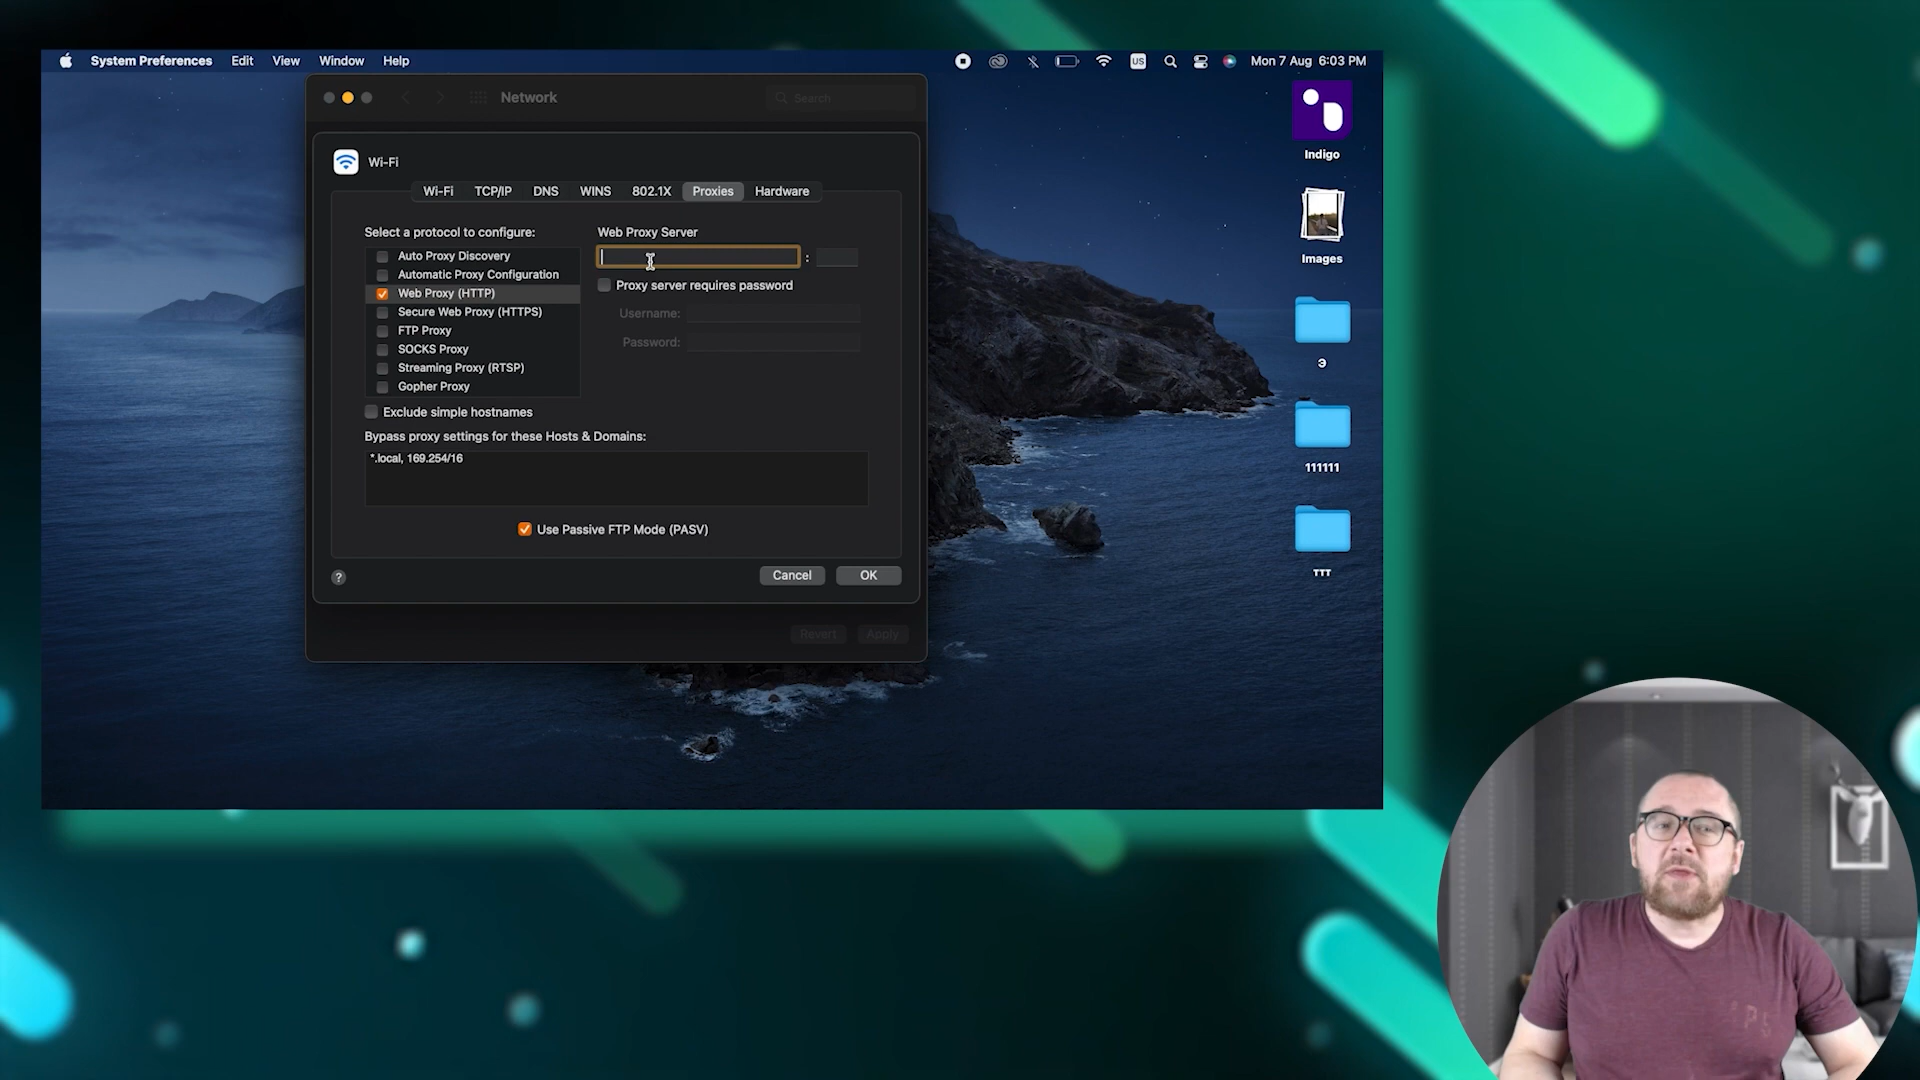 System Preferences Edit View Window Help
US Mon 7 Aug 6:03 PM
Network
Search
Wi-Fi
Wi-Fi TCP/IP DNS WINS 802.1X Proxies Hardware
Select a protocol to configure:
Auto Proxy Discovery
Automatic Proxy Configuration
Web Proxy (HTTP)
Secure Web Proxy (HTTPS)
FTP Proxy
SOCKS Proxy
Streaming Proxy (RTSP)
Gopher Proxy
Web Proxy Server
:
Proxy server requires password
Username:
Password:
Exclude simple hostnames
Bypass proxy settings for these Hosts & Domains:
*.local, 169.254/16
Use Passive FTP Mode (PASV)
?
Cancel OK
Revert Apply
Indigo
Images
Э
111111
ТТТ